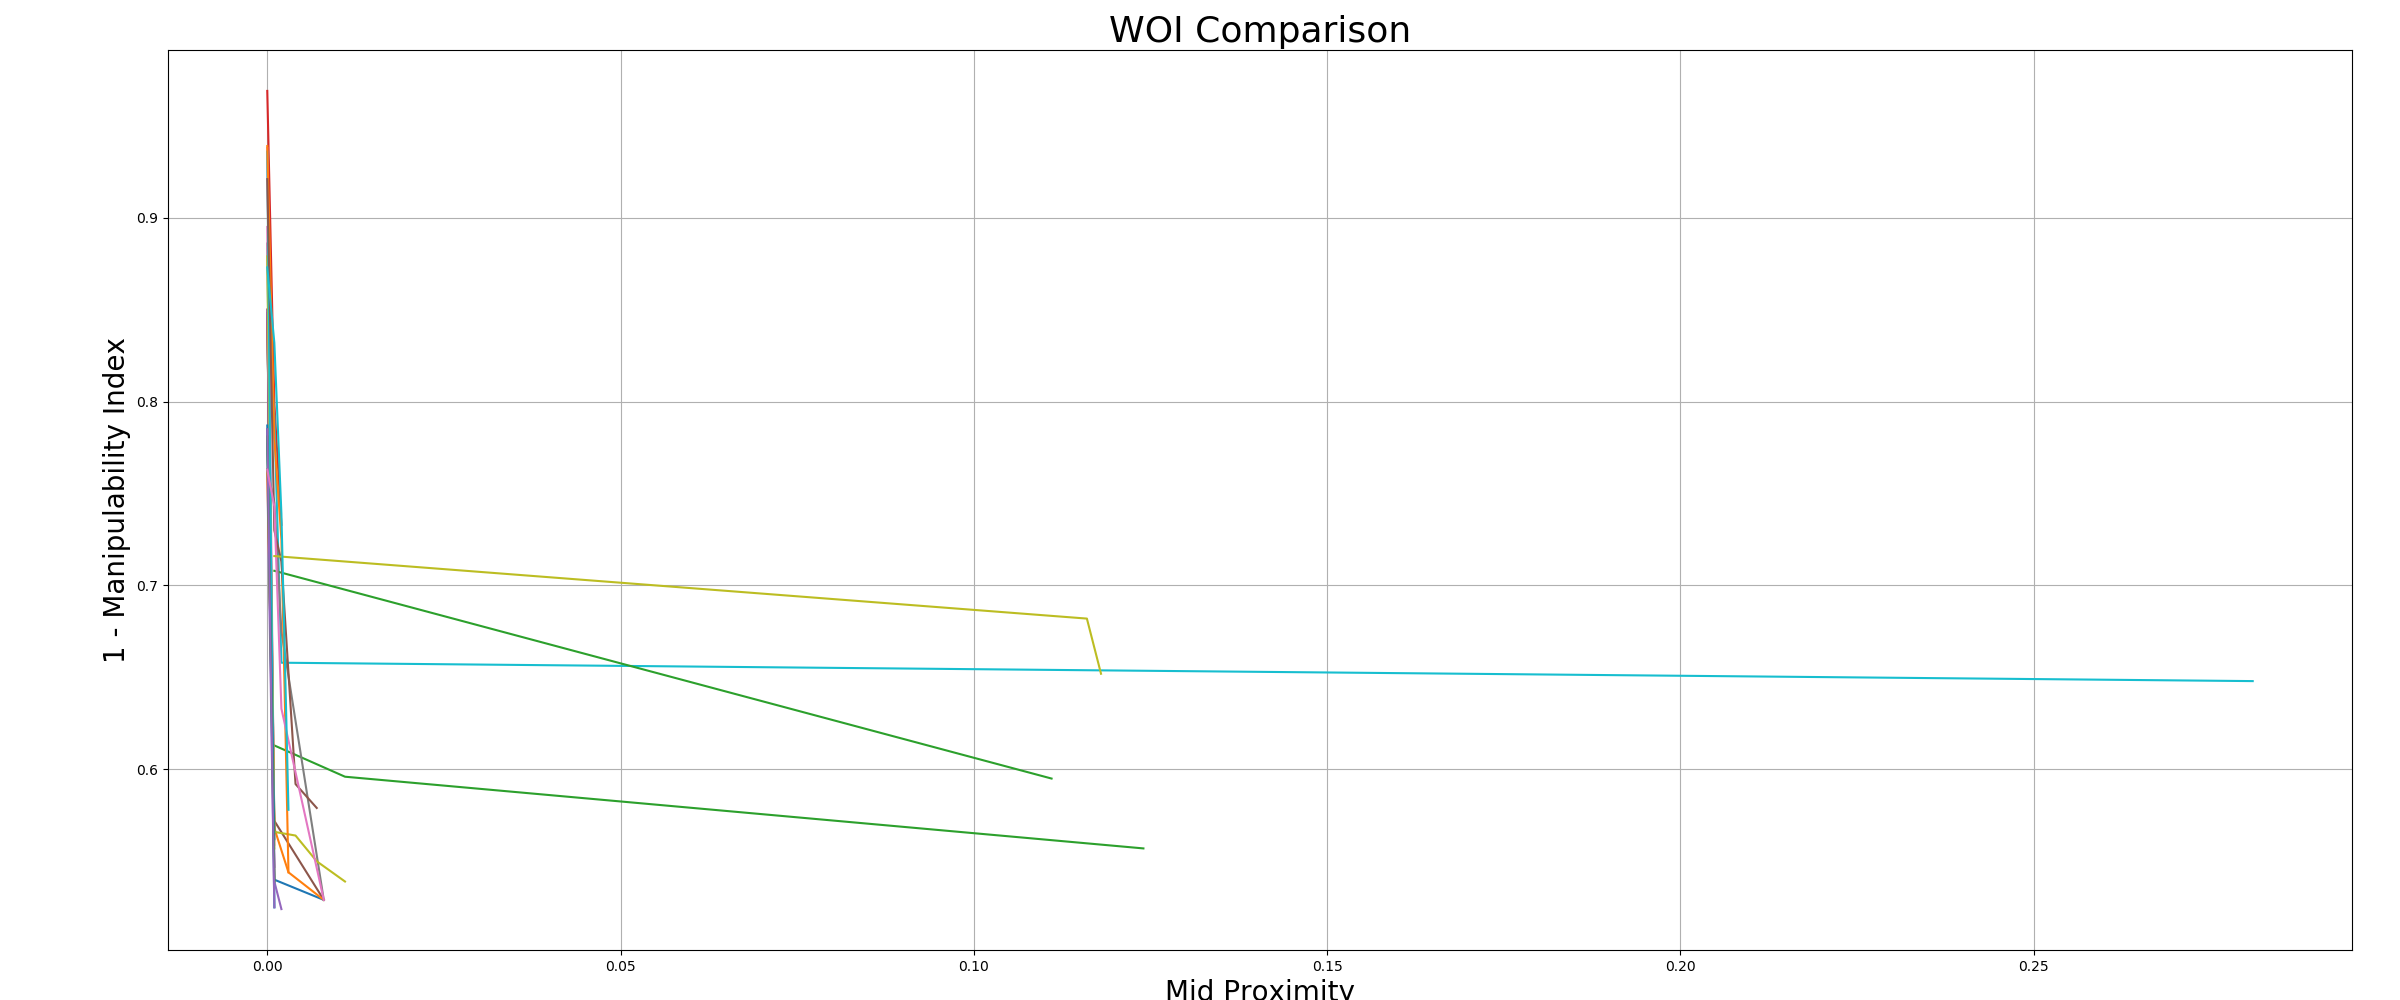 WOI Comparison
1 - Manipulability Index
0.9
0.8
0.7
0.6
0.00 0.05 0.10 0.15 0.20 0.25
Mid Proximity